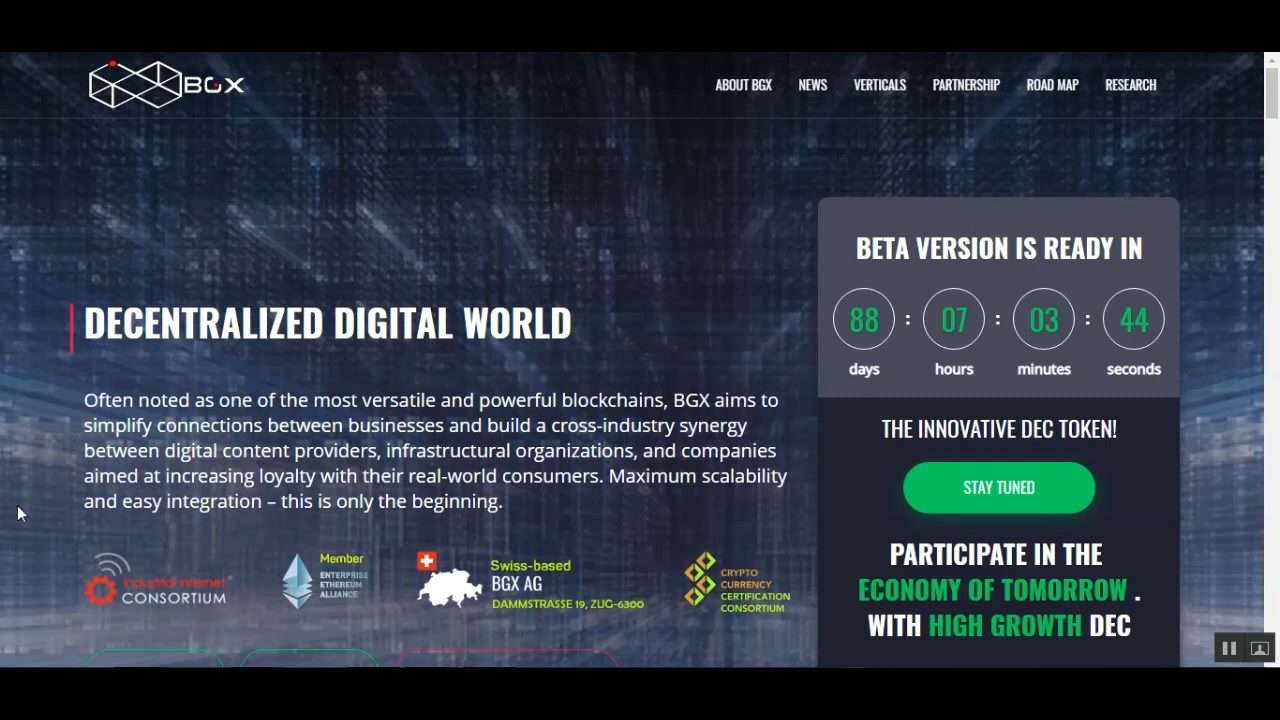 BGX
ABOUT BGX NEWS VERTICALS PARTNERSHIP ROAD MAP RESEARCH
DECENTRALIZED DIGITAL WORLD
Often noted as one of the most versatile and powerful blockchains, BGX aims to
simplify connections between businesses and build a cross-industry synergy
between digital content providers, infrastructural organizations, and companies
aimed at increasing loyalty with their real-world consumers. Maximum scalability
and easy integration – this is only the beginning.
industrial internet
CONSORTIUM
Member
ENTERPRISE
ETHEREUM
ALLIANCE
Swiss-based
BGX AG
DAMMSTRASSE 19, ZUG-6300
CRYPTO
CURRENCY
CERTIFICATION
CONSORTIUM
BETA VERSION IS READY IN
88 : 07 : 03 : 44
days hours minutes seconds
THE INNOVATIVE DEC TOKEN!
STAY TUNED
PARTICIPATE IN THE
ECONOMY OF TOMORROW .
WITH HIGH GROWTH DEC